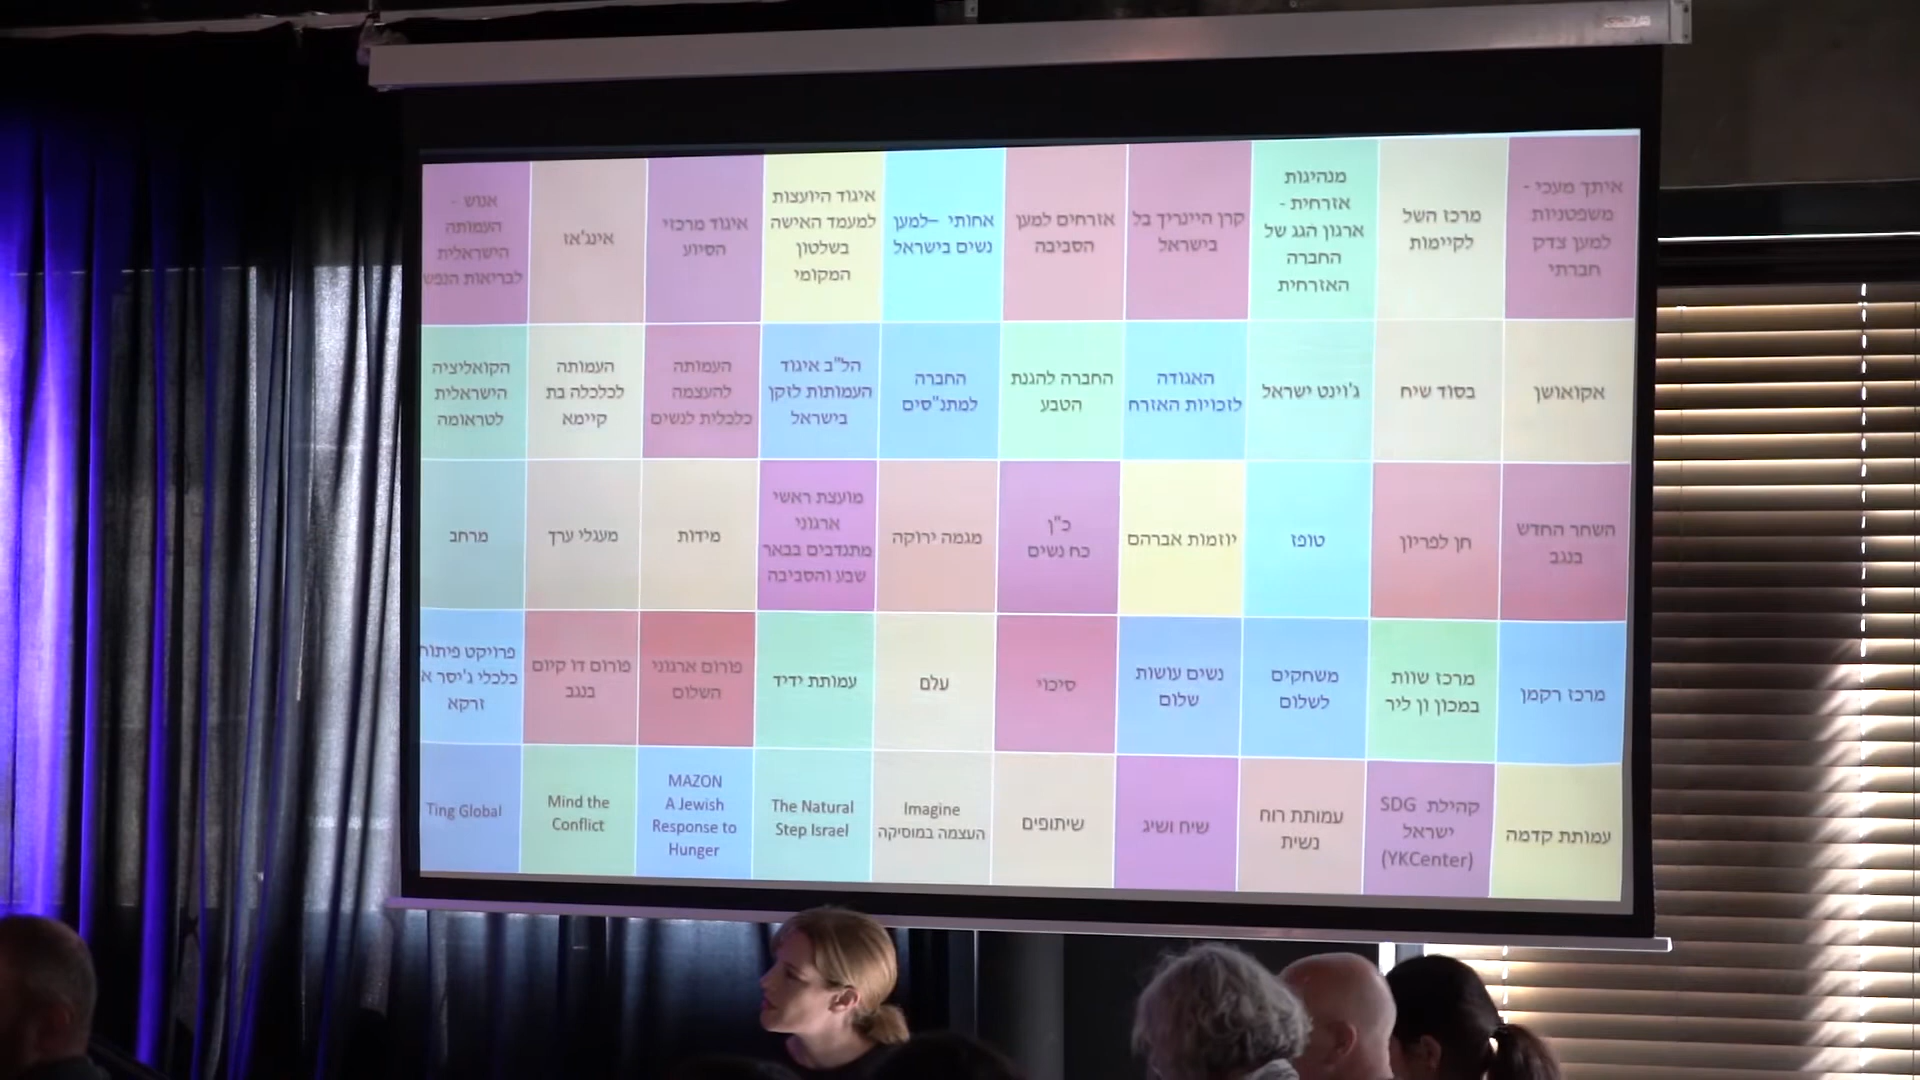 איתך מעכי -
משפטניות
למען צדק
חברתי
מרכז השל
לקיימות
מנהיגות
אזרחית -
ארגון הגג של
החברה
האזרחית
קרן היינריך בל
בישראל
אזרחים למען
הסביבה
אחותי –למען
נשים בישראל
איגוד היועצות
למעמד האישה
בשלטון
המקומי
איגוד מרכזי
הסיוע
אינג'אז
אנוש -
העמותה
הישראלית
לבריאות הנפש
אקואושן
בסוד שיח
ג'וינט ישראל
האגודה
לזכויות האזרח
החברה להגנת
הטבע
החברה
למתנ"סים
הל"ב איגוד
העמותות לזקן
בישראל
העמותה
להעצמה
כלכלית לנשים
העמותה
לכלכלה בת
קיימא
הקואליציה
הישראלית
לטראומה
השחר החדש
בנגב
חן לפריון
טופז
יוזמות אברהם
כ"ן
כח נשים
מגמה ירוקה
מועצת ראשי
ארגוני
מתנדבים בבאר
שבע והסביבה
מידות
מעגלי ערך
מרחב
מרכז רקמן
מרכז שוות
במכון ון ליר
משחקים
לשלום
נשים עושות
שלום
סיכוי
עלם
עמותת ידיד
פורום ארגוני
השלום
פורום דו קיום
בנגב
פרויקט פיתוח
כלכלי ג'יסר א
זרקא
עמותת קדמה
קהילת SDG
ישראל
(YKCenter)
עמותת רוח
נשית
שיח ושיג
שיתופים
Imagine
העצמה במוסיקה
The Natural
Step Israel
MAZON
A Jewish
Response to
Hunger
Mind the
Conflict
Ting Global